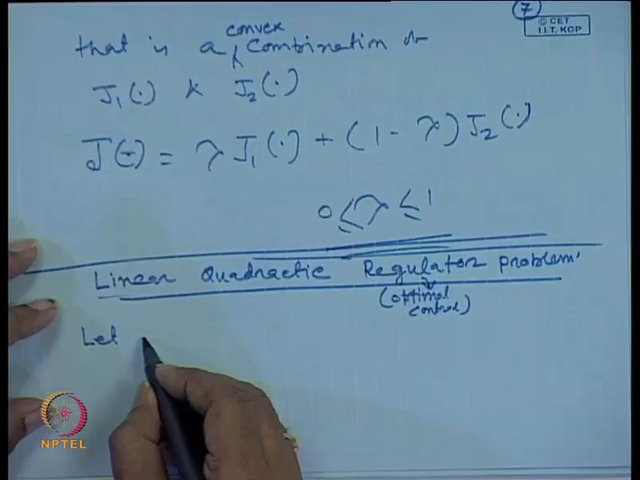 7
© CET
I.I.T. KGP
convex
that is a combination of
J₁(·) & J₂(·)
J(·) = λ J₁(·) + (1 - λ) J₂(·)
0 ≤ λ ≤ 1
Linear Quadractic Regulator problem
(optimal
control)
Let
NPTEL